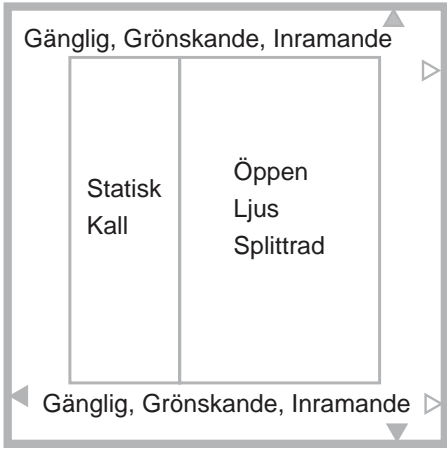 Gänglig, Grönskande, Inramande
Statisk
Kall
Öppen
Ljus
Splittrad
Gänglig, Grönskande, Inramande